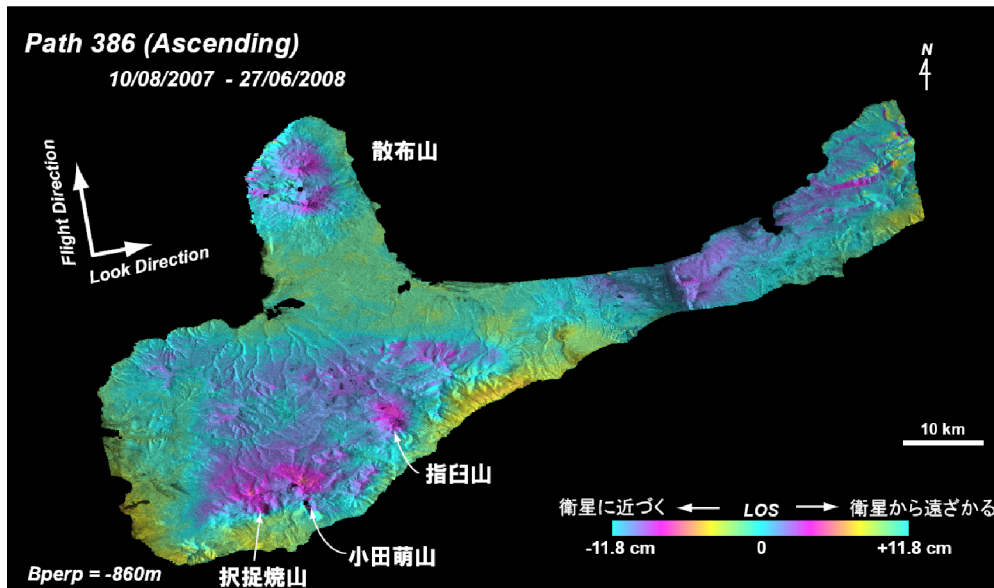 Path 386 (Ascending)
10/08/2007 - 27/06/2008
N
散布山
Flight Direction
Look Direction
10 km
指臼山
衛星に近づく ← LOS → 衛星から遠ざかる
-11.8 cm 0 +11.8 cm
小田萌山
択捉焼山
Bperp = -860m